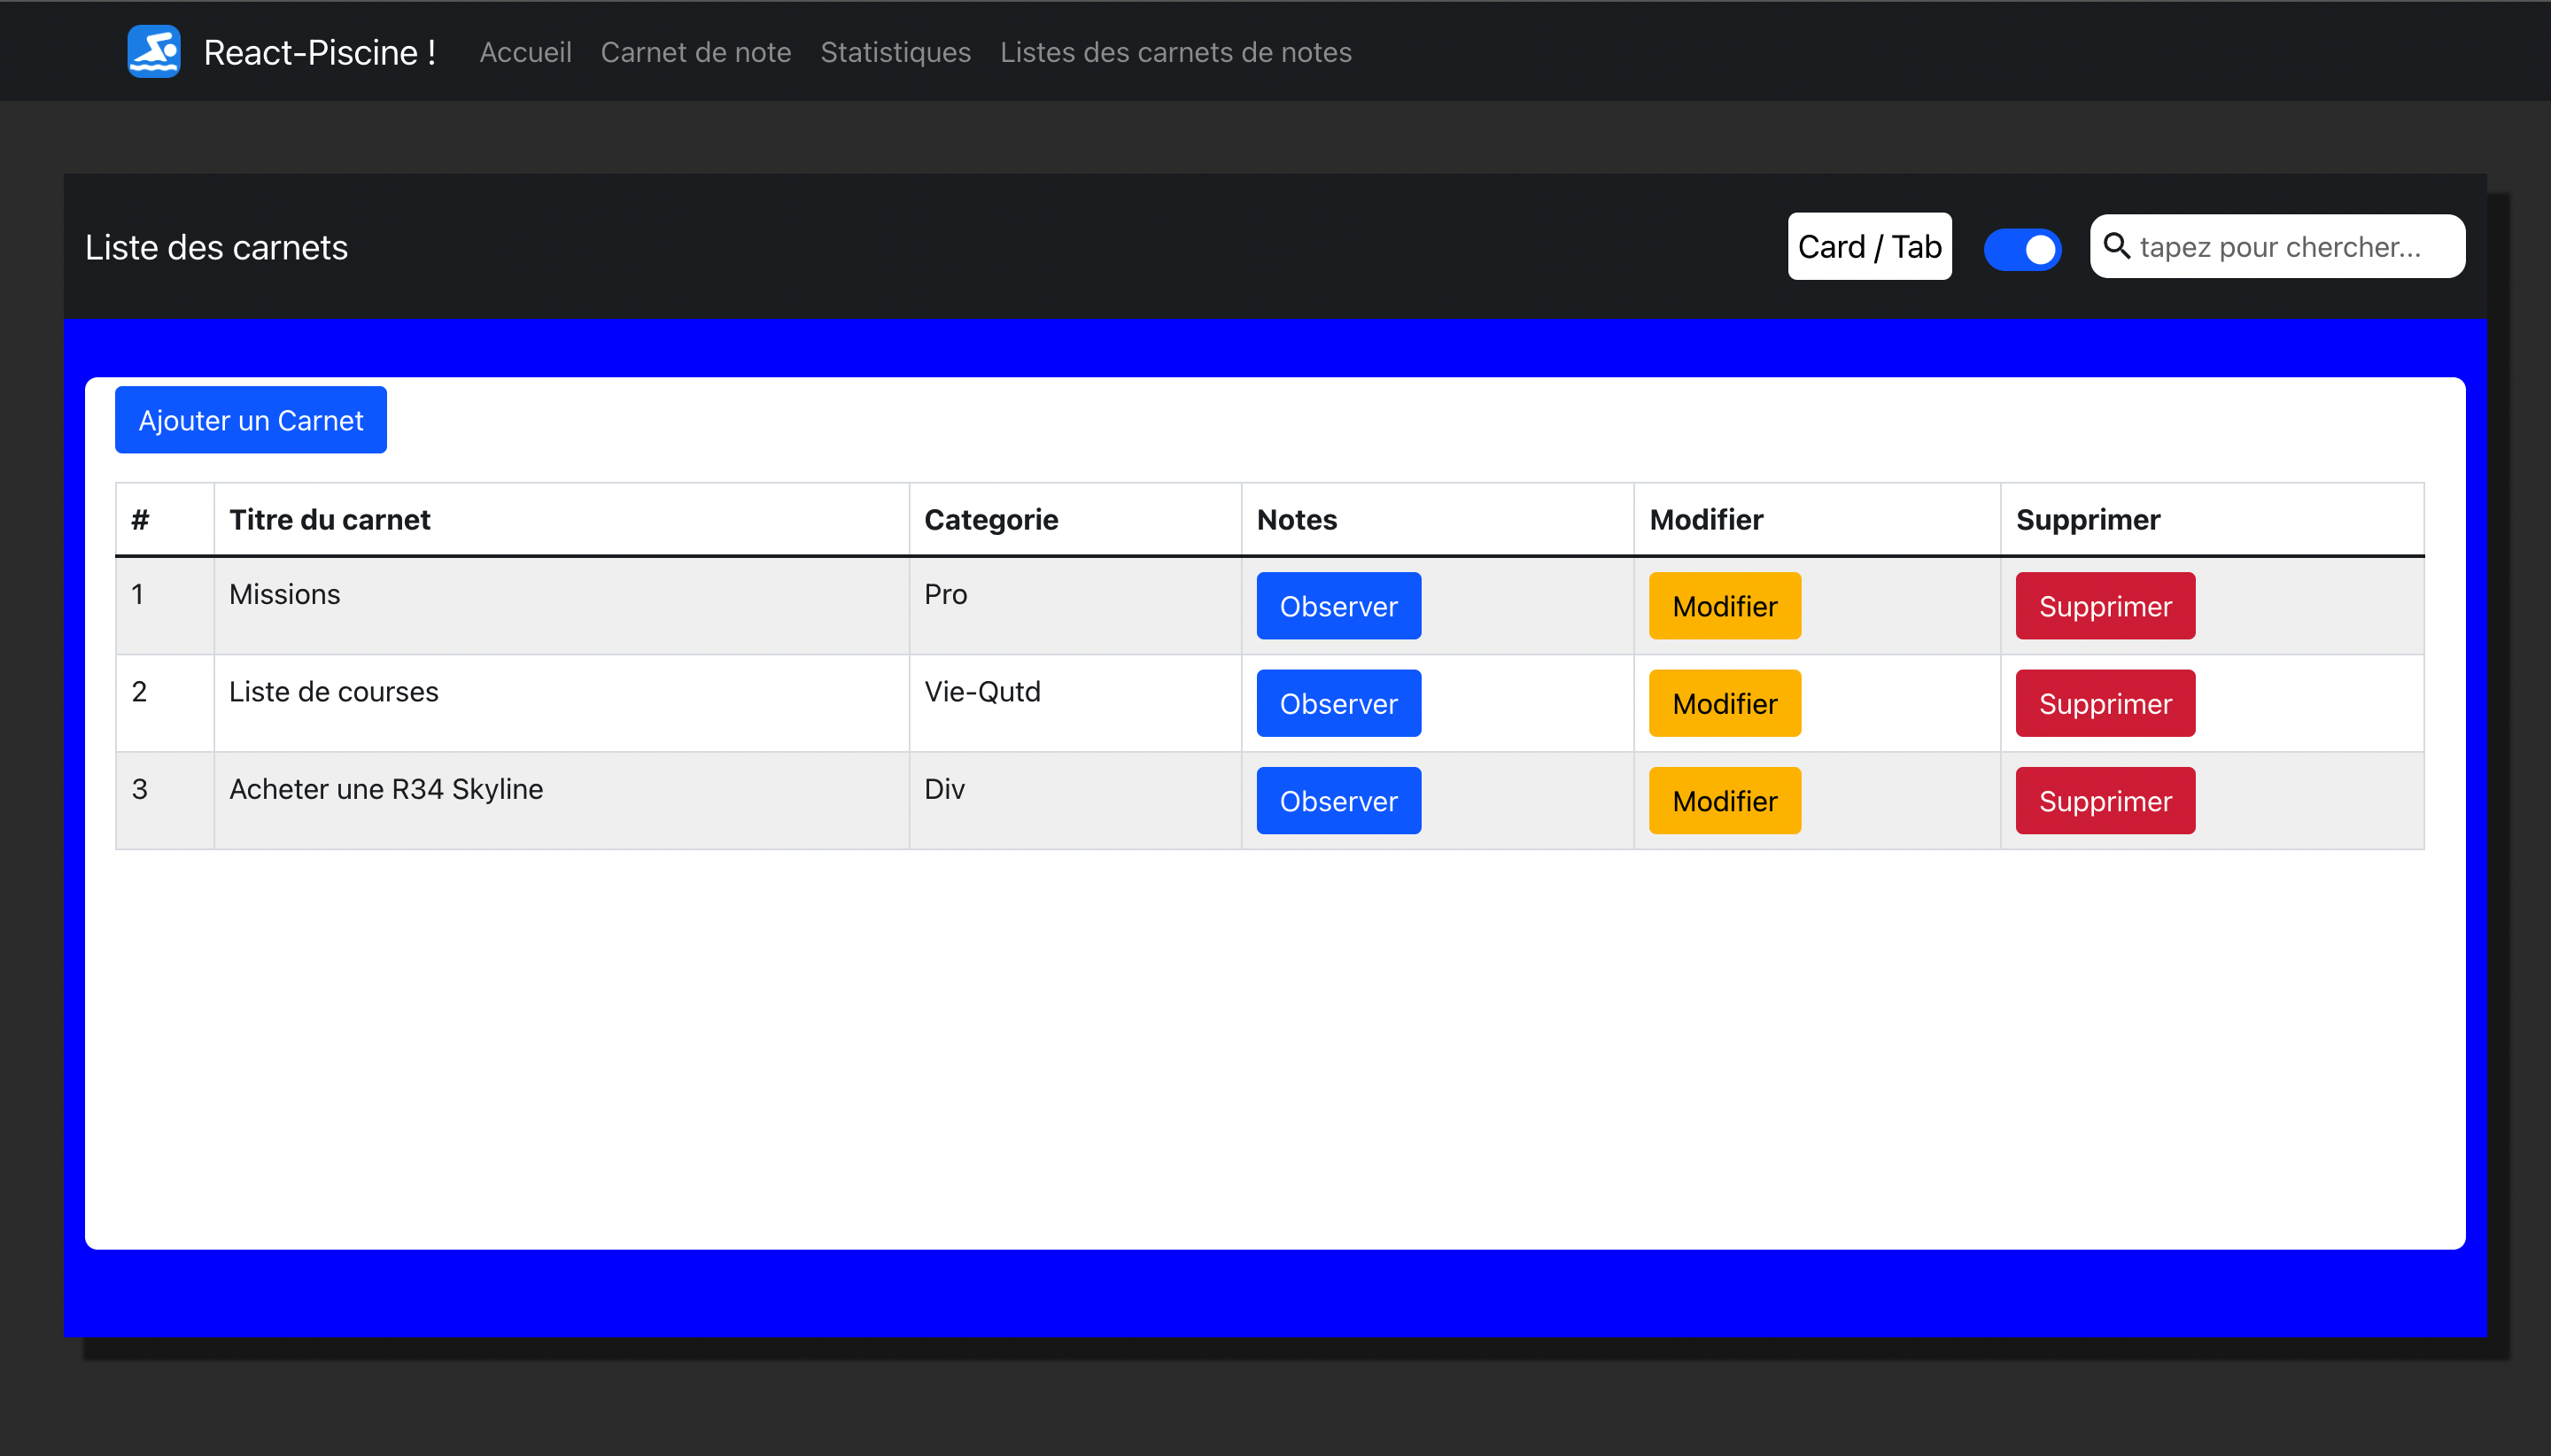 React-Piscine ! Accueil Carnet de note Statistiques Listes des carnets de notes
Liste des carnets Card / Tab tapez pour chercher...
Ajouter un Carnet
# Titre du carnet Categorie Notes Modifier Supprimer
1 Missions Pro Observer Modifier Supprimer
2 Liste de courses Vie-Qutd Observer Modifier Supprimer
3 Acheter une R34 Skyline Div Observer Modifier Supprimer